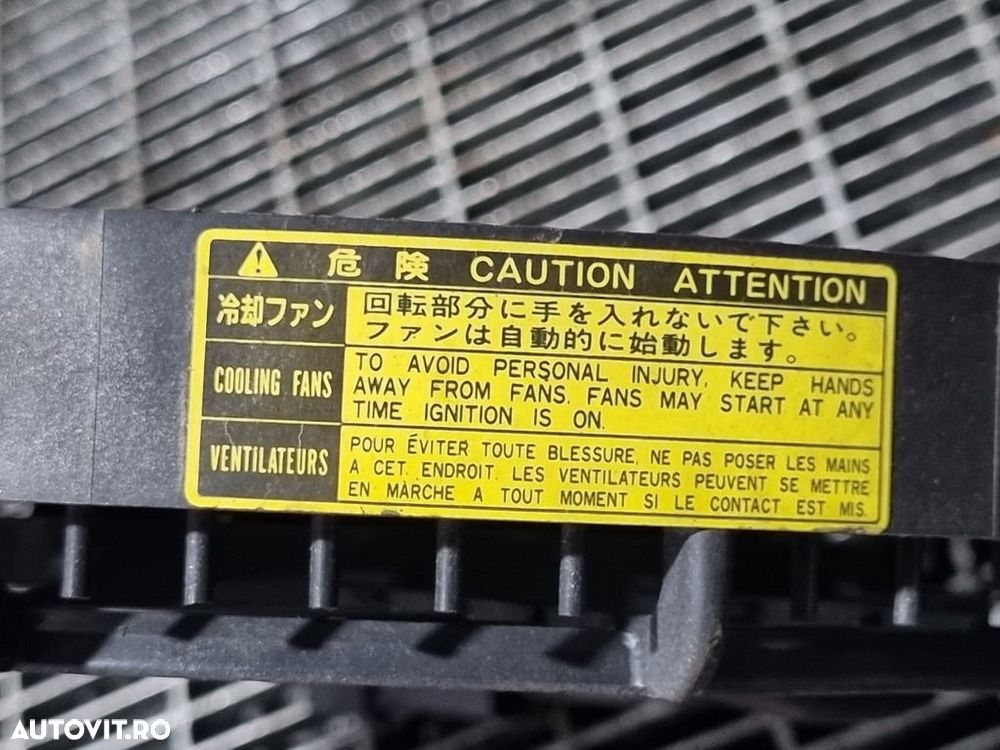 危険 CAUTION ATTENTION
冷却ファン
回転部分に手を入れないで下さい。
ファンは自動的に始動します。
COOLING FANS
TO AVOID PERSONAL INJURY, KEEP HANDS
AWAY FROM FANS. FANS MAY START AT ANY
TIME IGNITION IS ON.
VENTILATEURS
POUR ÉVITER TOUTE BLESSURE, NE PAS POSER LES MAINS
A CET. ENDROIT. LES VENTILATEURS PEUVENT SE METTRE
EN MARCHE A TOUT MOMENT SI LE CONTACT EST MIS.
AUTOVIT.RO